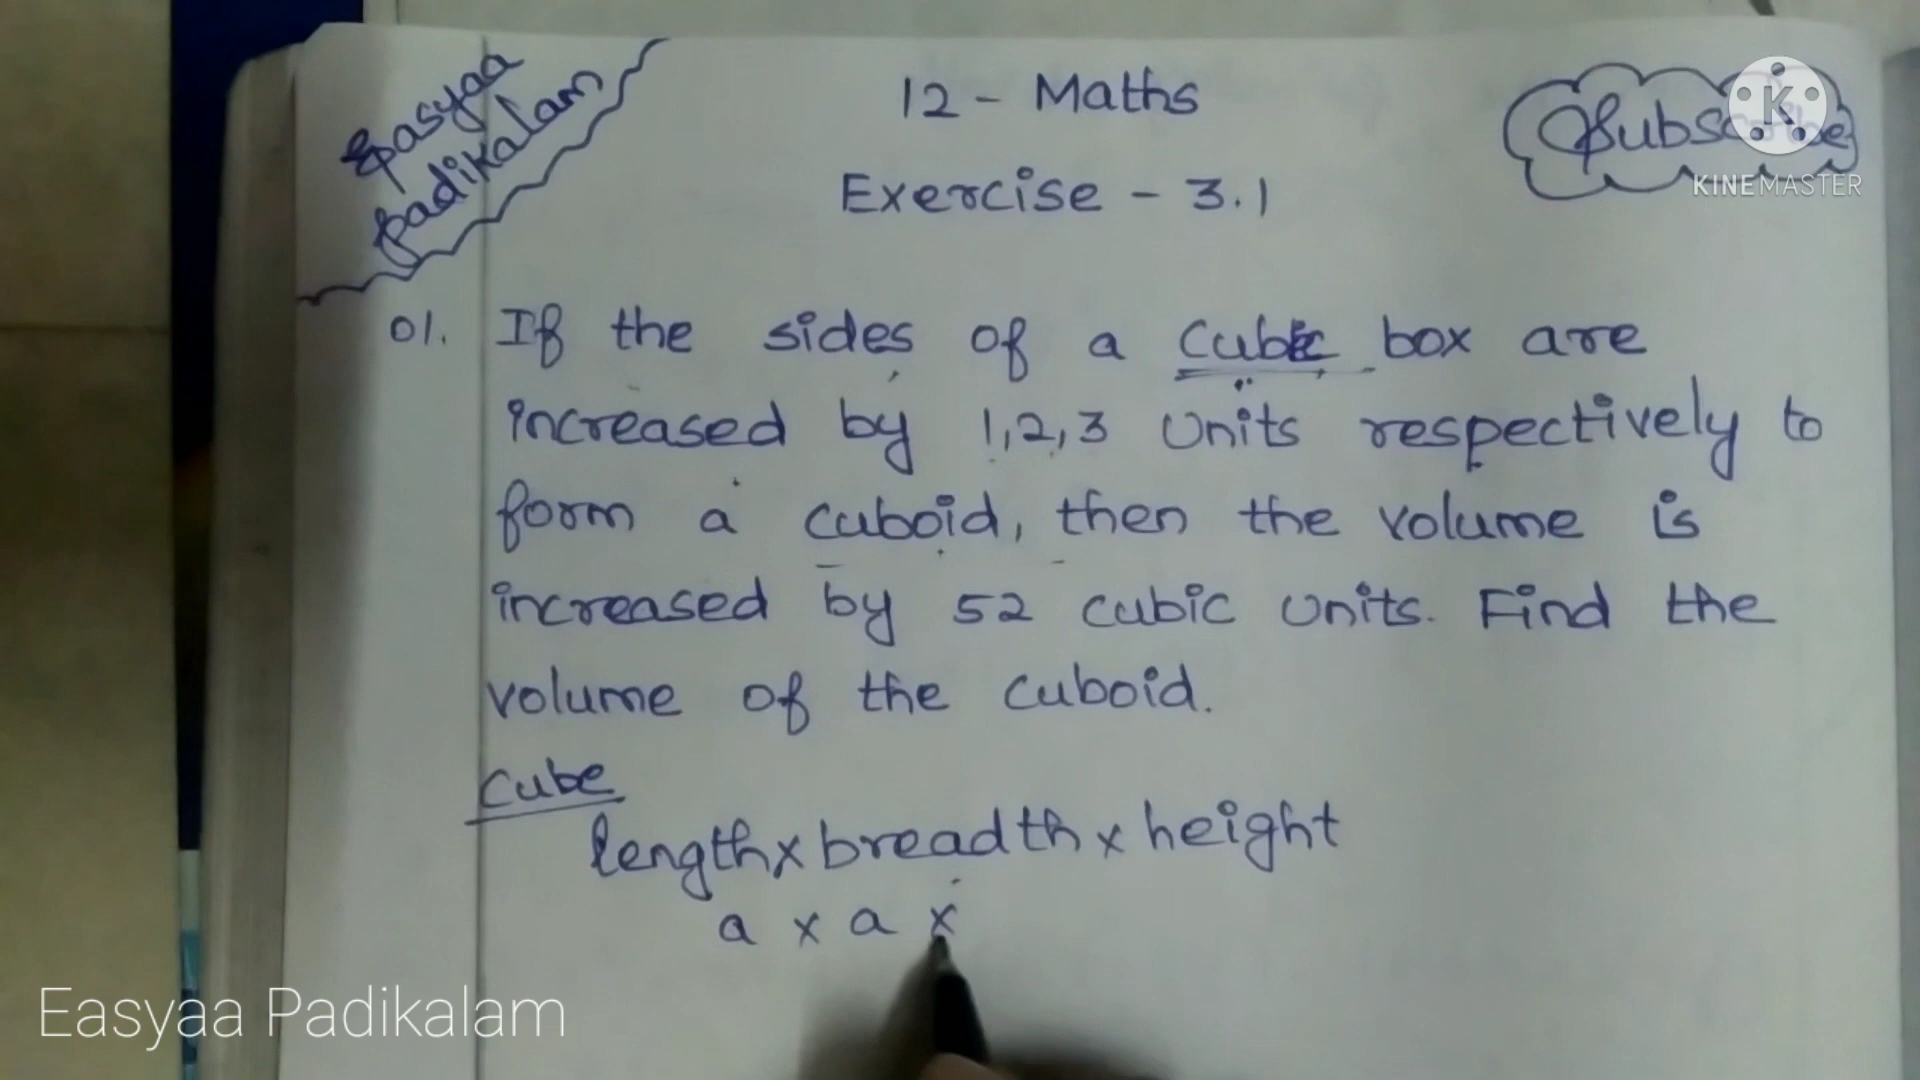 Easyaa
padikalam
12 - Maths
Exercise - 3.1
Subscribe
K
KINEMASTER
01. If the sides of a cubic box are
increased by 1,2,3 units respectively to
form a cuboid, then the volume is
increased by 52 cubic units. Find the
volume of the cuboid.
Cube
length x breadth x height
a x a x
Easyaa Padikalam